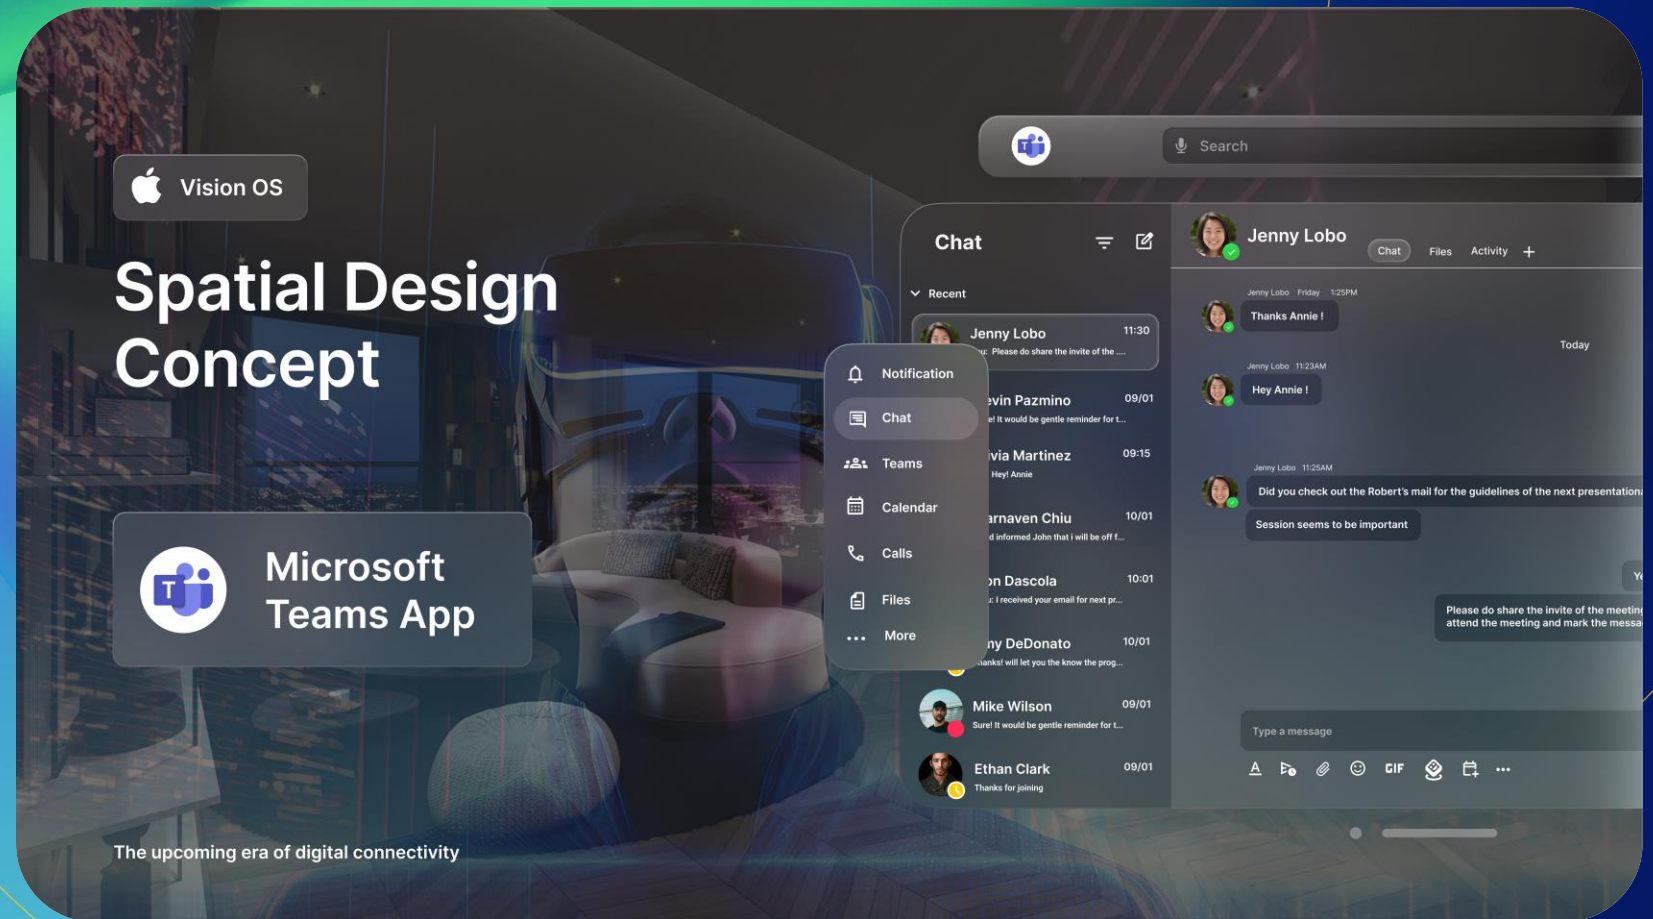 Vision OS
Spatial Design
Concept
Microsoft
Teams App
The upcoming era of digital connectivity
Search
Chat
Recent
Jenny Lobo 11:30
Please do share the invite of the ....
Pazmino 09/01
It would be gentle reminder for t...
Martinez 09:15
Hey! Annie
Chiu 10/01
informed John that i will be off f...
Dascola 10:01
I received your email for next pr...
DeDonato 10/01
will let you the know the prog...
Mike Wilson 09/01
Sure! It would be gentle reminder for t...
Ethan Clark 09/01
Thanks for joining
Notification
Chat
Teams
Calendar
Calls
Files
More
Jenny Lobo
Chat Files Activity +
Jenny Lobo Friday 1:25PM
Thanks Annie !
Today
Jenny Lobo 11:23AM
Hey Annie !
Jenny Lobo 11:25AM
Did you check out the Robert's mail for the guidelines of the next presentation
Session seems to be important
Please do share the invite of the meeting
attend the meeting and mark the
Type a message
GIF